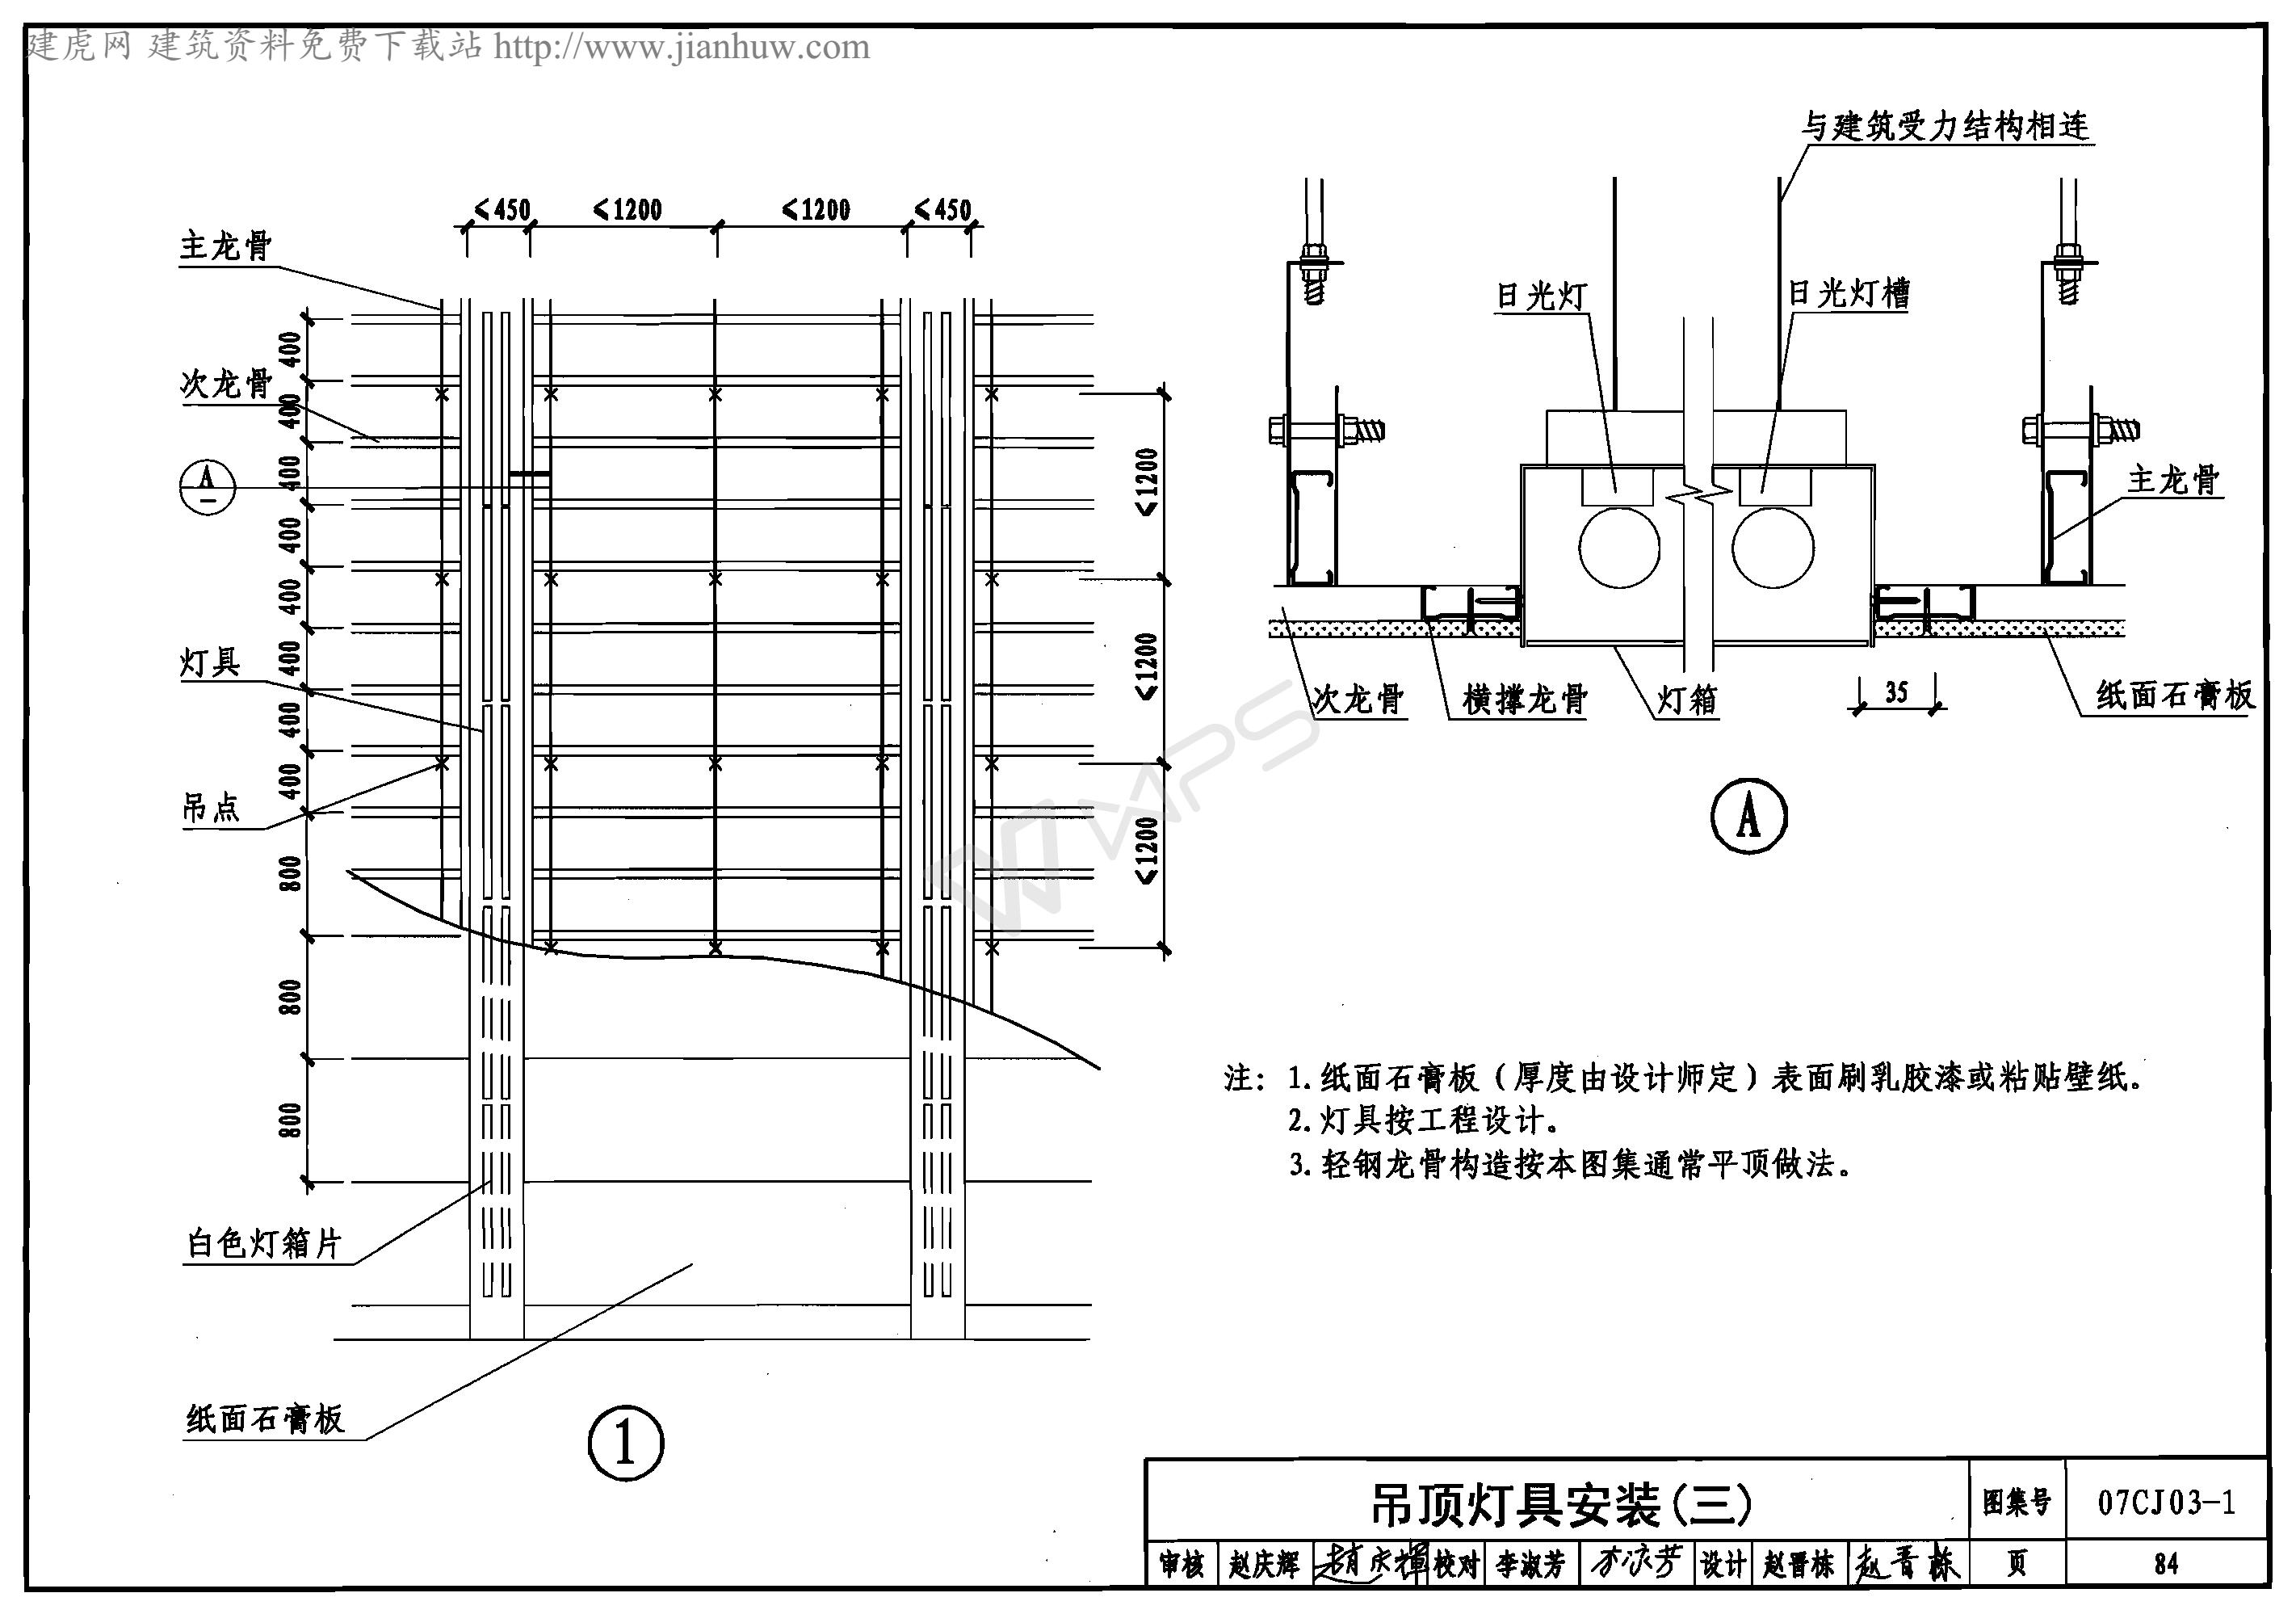 建虎网 建筑资料免费下载站 http://www.jianhuw.com
≤450
≤1200
≤1200
≤450
主龙骨
次龙骨
A
灯具
吊点
白色灯箱片
纸面石膏板
400
400
400
400
400
400
400
400
800
800
800
≤1200
≤1200
≤1200
1
与建筑受力结构相连
日光灯
日光灯槽
主龙骨
次龙骨
横撑龙骨
灯箱
35
纸面石膏板
A
WPS
注：1.纸面石膏板（厚度由设计师定）表面刷乳胶漆或粘贴壁纸。
2.灯具按工程设计。
3.轻钢龙骨构造按本图集通常平顶做法。
吊顶灯具安装(三)
图集号
07CJ03-1
审核 赵庆辉 校对 李淑芳 设计 赵晋栋 赵晋栋
页
84